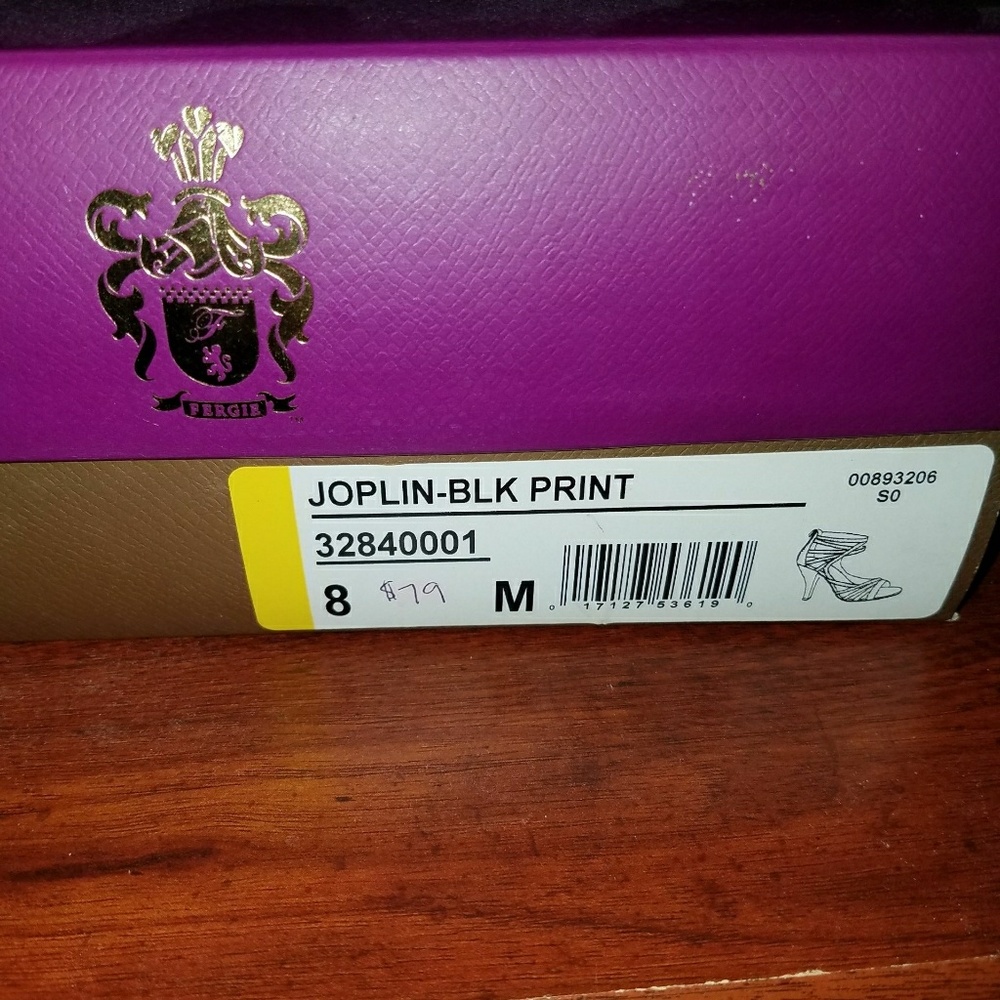 F
FERGIE
JOPLIN-BLK PRINT
00893206
S0
32840001
8 $79 M
0 17127 53619 0